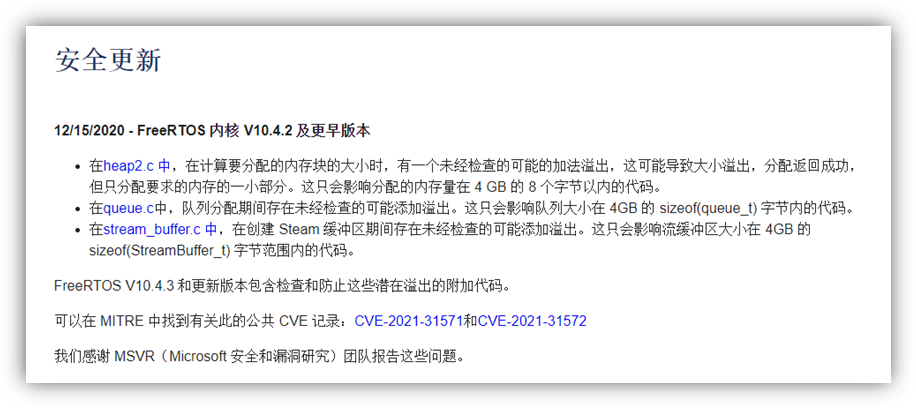 安全更新
12/15/2020 - FreeRTOS 内核 V10.4.2 及更早版本
• 在heap2.c 中，在计算要分配的内存块的大小时，有一个未经检查的可能的加法溢出，这可能导致大小溢出，分配返回成功，
但只分配要求的内存的一小部分。这只会影响分配的内存量在 4 GB 的 8 个字节以内的代码。
• 在queue.c中，队列分配期间存在未经检查的可能添加溢出。这只会影响队列大小在 4GB 的 sizeof(queue_t) 字节内的代码。
• 在stream_buffer.c 中，在创建 Steam 缓冲区期间存在未经检查的可能添加溢出。这只会影响流缓冲区大小在 4GB 的
sizeof(StreamBuffer_t) 字节范围内的代码。
FreeRTOS V10.4.3 和更新版本包含检查和防止这些潜在溢出的附加代码。
可以在 MITRE 中找到有关此的公共 CVE 记录：CVE-2021-31571和CVE-2021-31572
我们感谢 MSVR（Microsoft 安全和漏洞研究）团队报告这些问题。